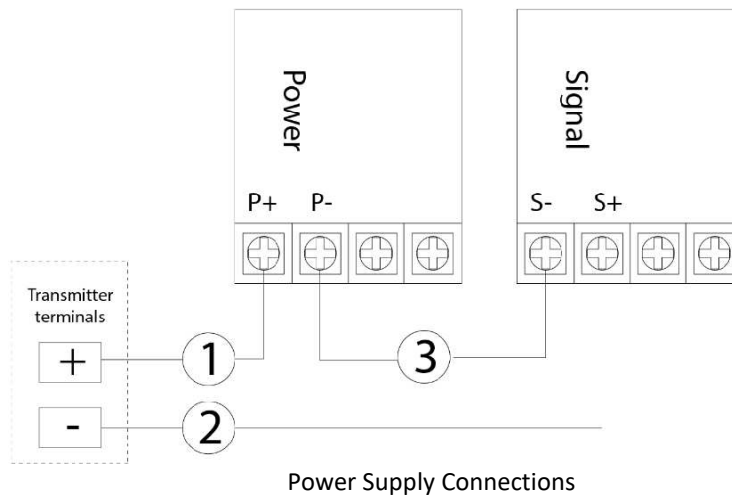 Power
Signal
P+ P-
S- S+
Transmitter
terminals
+
1
3
-
2
Power Supply Connections